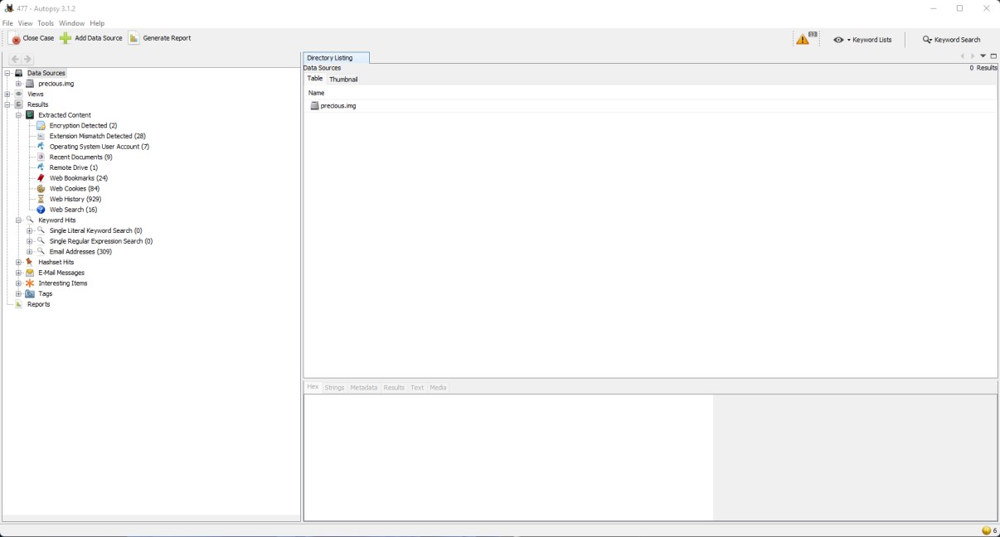 477 - Autopsy 3.1.2
File View Tools Window Help
Close Case Add Data Source Generate Report
Keyword Lists Keyword Search
Directory Listing
Data Sources 0 Results
Table Thumbnail
Name
precious.img
Data Sources
precious.img
Views
Results
Extracted Content
Encryption Detected (2)
Extension Mismatch Detected (28)
Operating System User Account (7)
Recent Documents (9)
Remote Drive (1)
Web Bookmarks (24)
Web Cookies (84)
Web History (929)
Web Search (16)
Keyword Hits
Single Literal Keyword Search (0)
Single Regular Expression Search (0)
Email Addresses (309)
Hashset Hits
E-Mail Messages
Interesting Items
Tags
Reports
Hex Strings Metadata Results Text Media
6